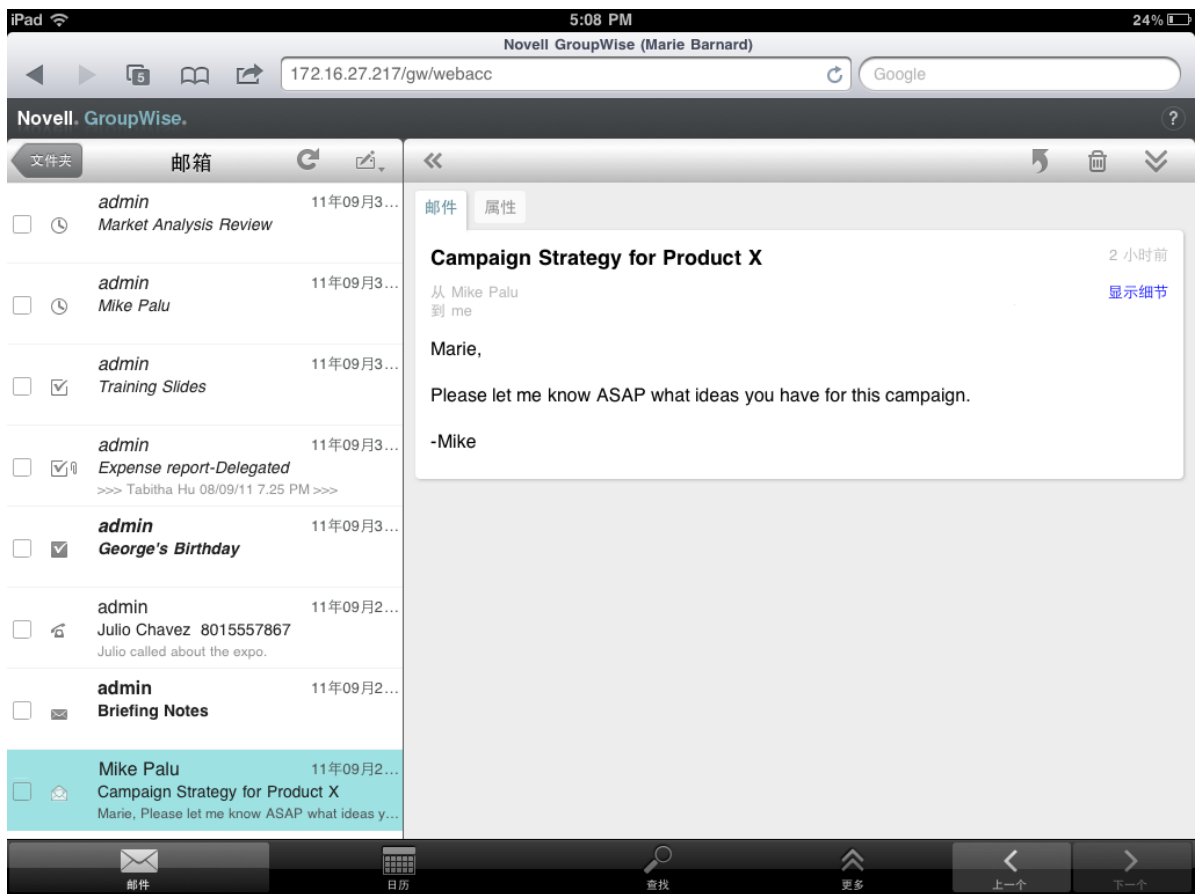 iPad 5:08 PM 24%
Novell GroupWise (Marie Barnard)
5 172.16.27.217/gw/webacc Google
Novell. GroupWise. ?
文件夹 邮箱
admin 11年09月3...
Market Analysis Review
admin 11年09月3...
Mike Palu
admin 11年09月3...
Training Slides
admin 11年09月3...
Expense report-Delegated
>>> Tabitha Hu 08/09/11 7.25 PM >>>
admin 11年09月3...
George's Birthday
admin 11年09月2...
Julio Chavez 8015557867
Julio called about the expo.
admin 11年09月2...
Briefing Notes
Mike Palu 11年09月2...
Campaign Strategy for Product X
Marie, Please let me know ASAP what ideas y...
邮件 属性
Campaign Strategy for Product X 2 小时前
从 Mike Palu 显示细节
到 me
Marie,
Please let me know ASAP what ideas you have for this campaign.
-Mike
邮件 日历 查找 更多 上一个 下一个